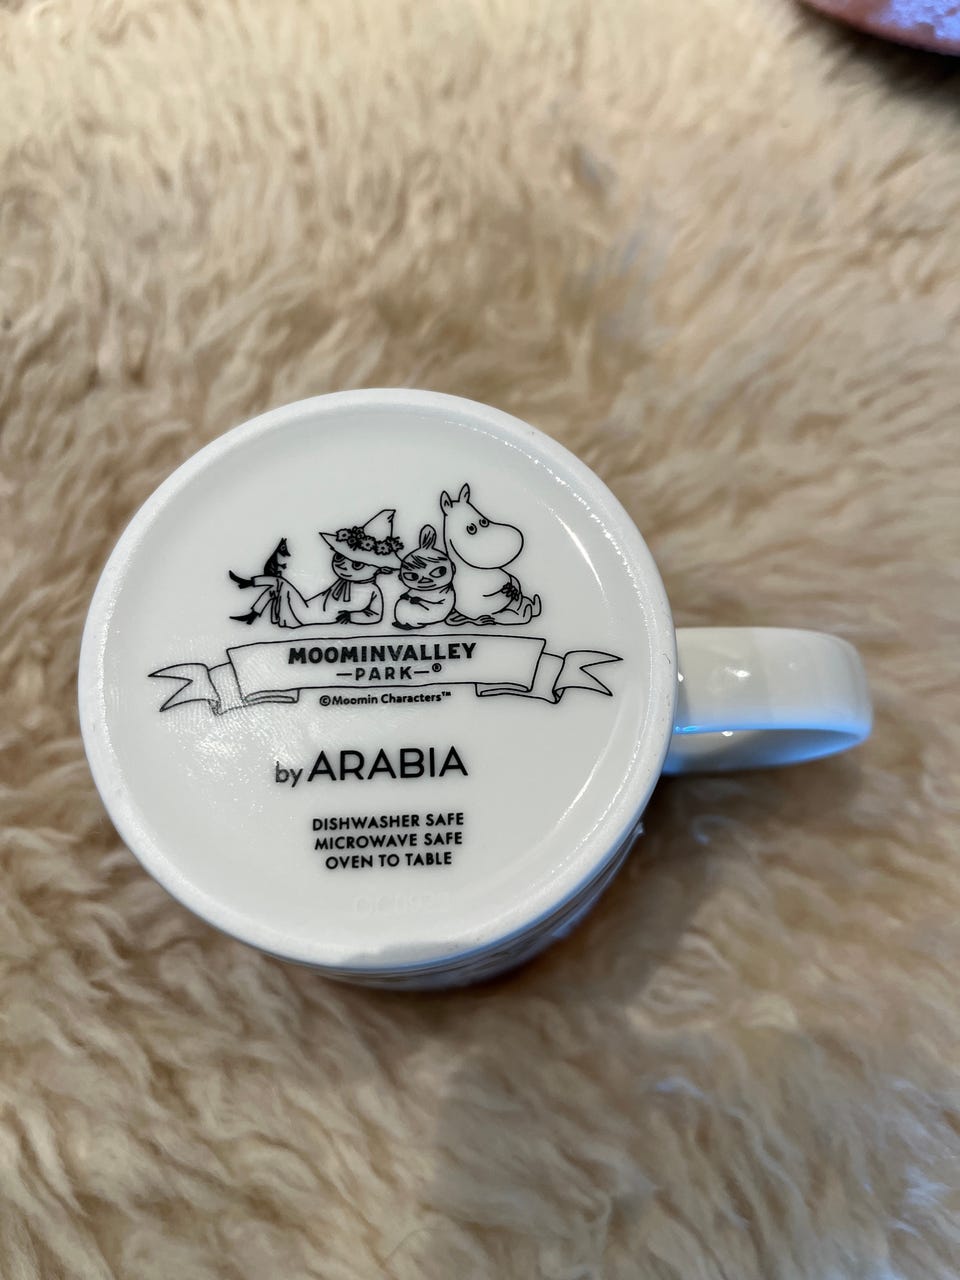 MOOMINVALLEY
—PARK—®
©Moomin Characters™
by ARABIA
DISHWASHER SAFE
MICROWAVE SAFE
OVEN TO TABLE